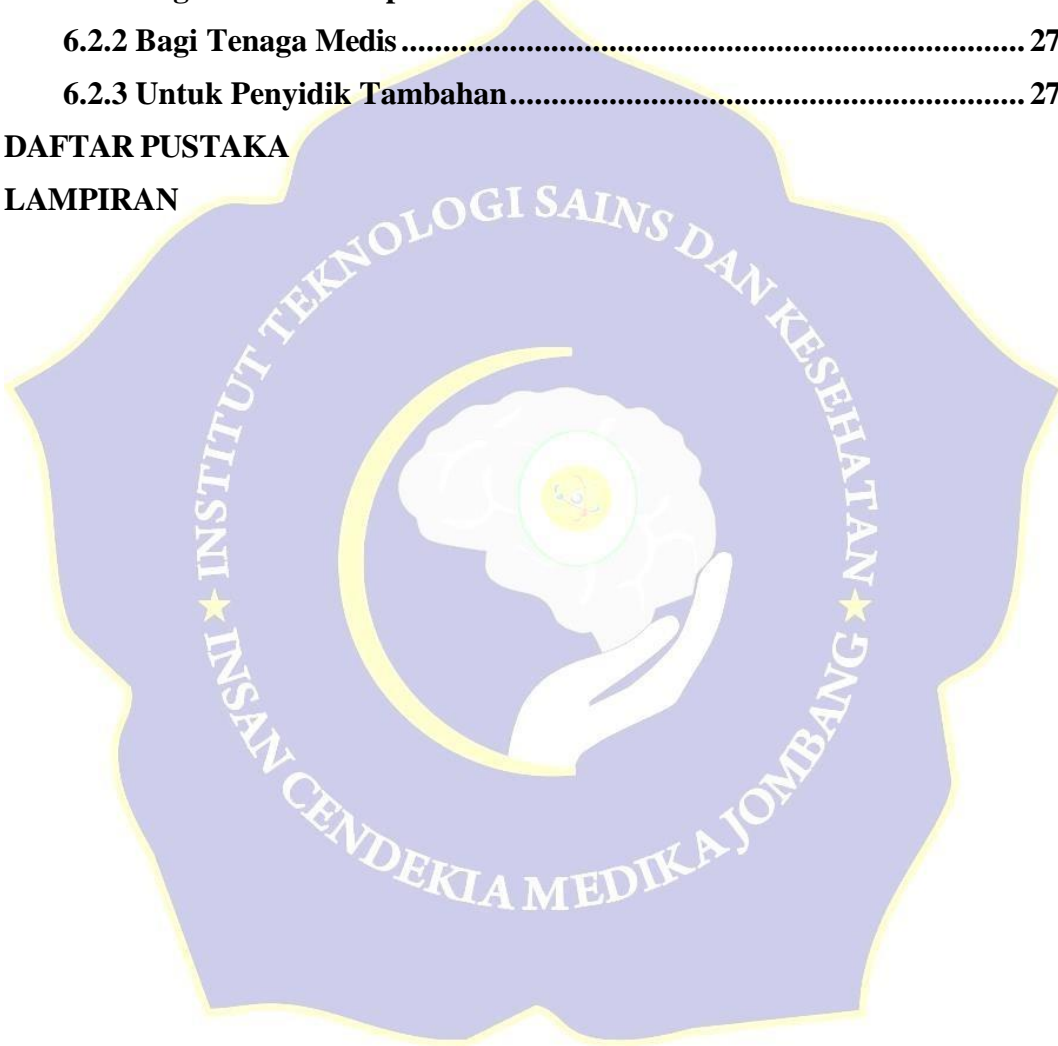 6.2.2 Bagi Tenaga Medis........................................................................... 27
6.2.3 Untuk Penyidik Tambahan.............................................................. 27
DAFTAR PUSTAKA
LAMPIRAN
INSTITUT TEKNOLOGI SAINS DAN KESEHATAN
INSAN CENDEKIA MEDIKA JOMBANG